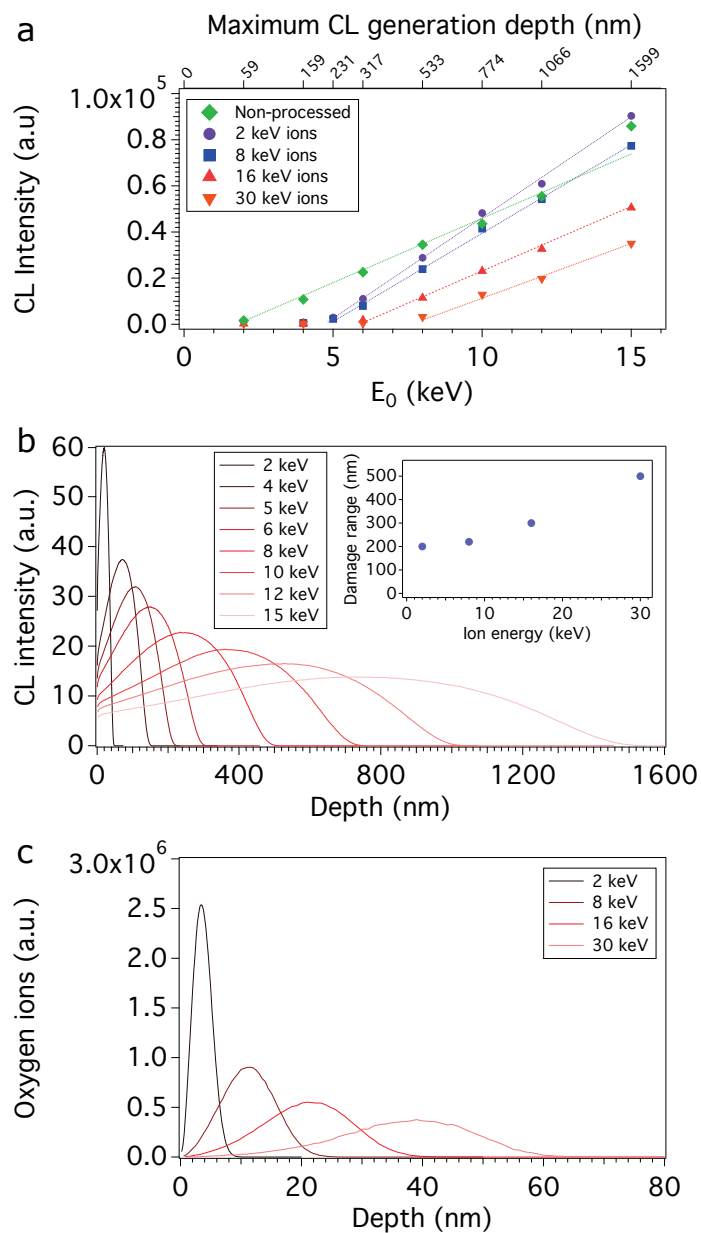 a
Maximum CL generation depth (nm)
0 59 159 231 317 533 774 1066 1599
CL Intensity (a.u)
1.0x10^5
0.8
0.6
0.4
0.2
0.0
Non-processed
2 keV ions
8 keV ions
16 keV ions
30 keV ions
0 5 10 15
E_0 (keV)
b
CL intensity (a.u.)
60
50
40
30
20
10
0
2 keV
4 keV
5 keV
6 keV
8 keV
10 keV
12 keV
15 keV
Damage range (nm)
500
400
300
200
100
0
0 10 20 30
Ion energy (keV)
0 400 800 1200 1600
Depth (nm)
c
Oxygen ions (a.u.)
3.0x10^6
2.5
2.0
1.5
1.0
0.5
0.0
2 keV
8 keV
16 keV
30 keV
0 20 40 60 80
Depth (nm)